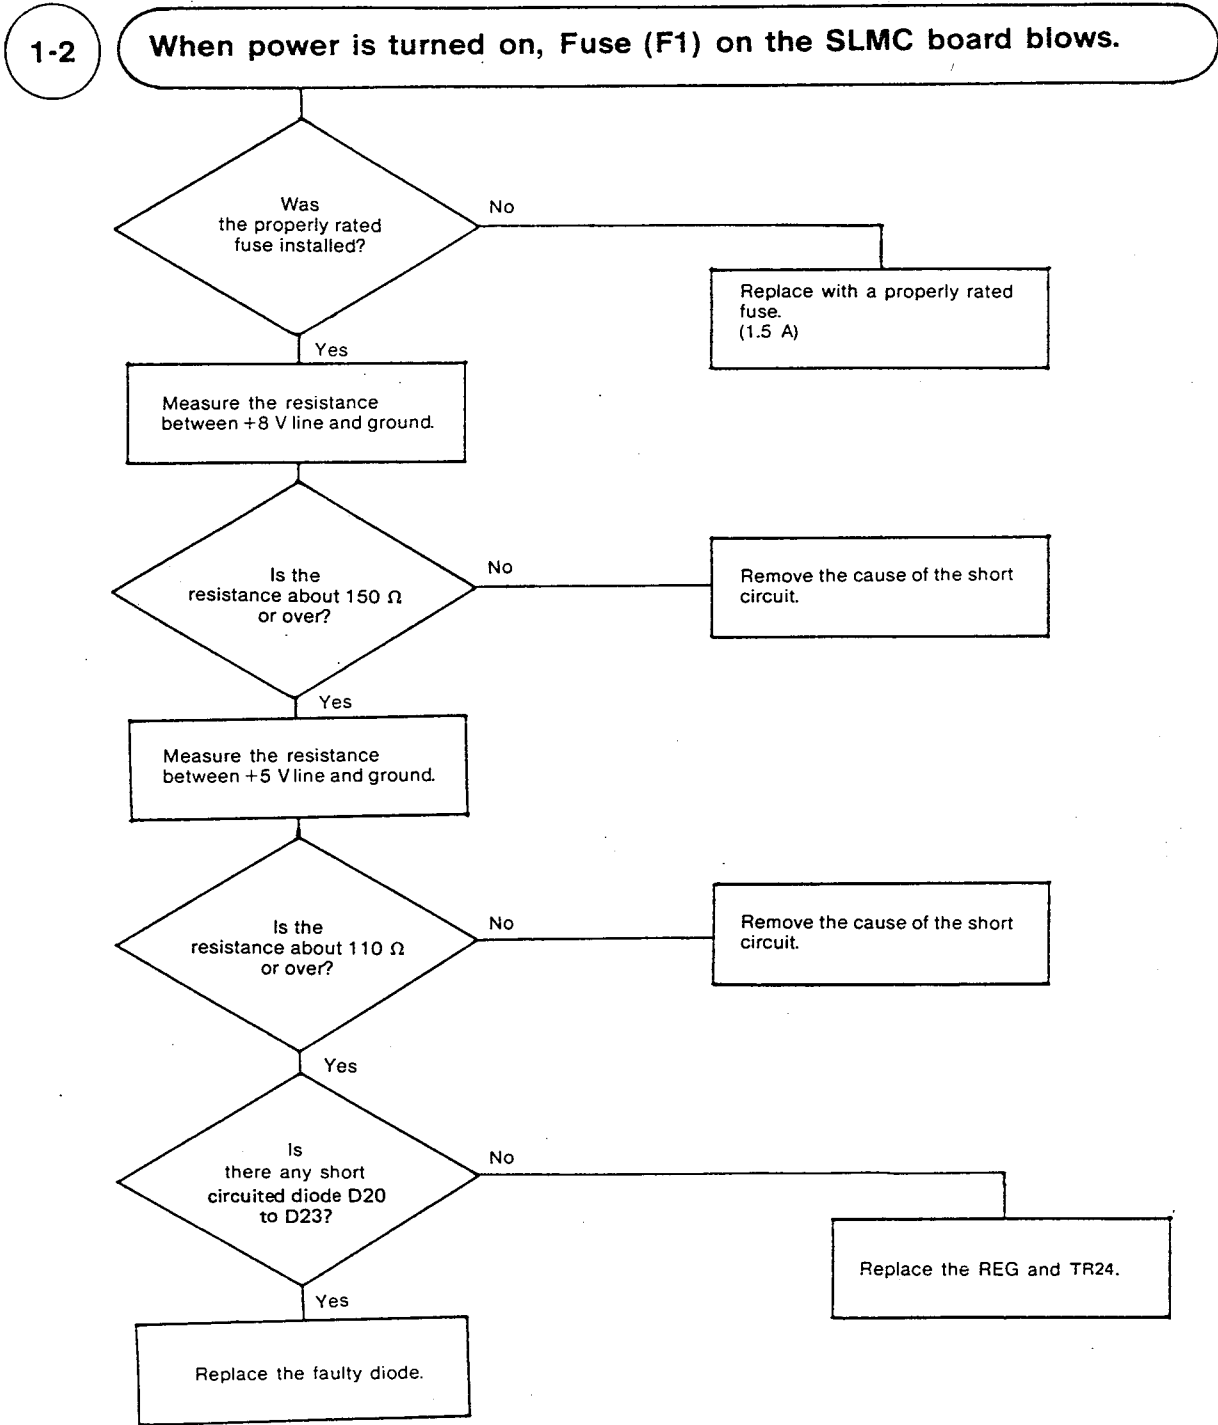 1-2
When power is turned on, Fuse (F1) on the SLMC board blows.
Was
the properly rated
fuse installed?
No
Replace with a properly rated
fuse.
(1.5 A)
Yes
Measure the resistance
between +8 V line and ground.
Is the
resistance about 150 Ω
or over?
No
Remove the cause of the short
circuit.
Yes
Measure the resistance
between +5 V line and ground.
Is the
resistance about 110 Ω
or over?
No
Remove the cause of the short
circuit.
Yes
Is
there any short
circuited diode D20
to D23?
No
Replace the REG and TR24.
Yes
Replace the faulty diode.